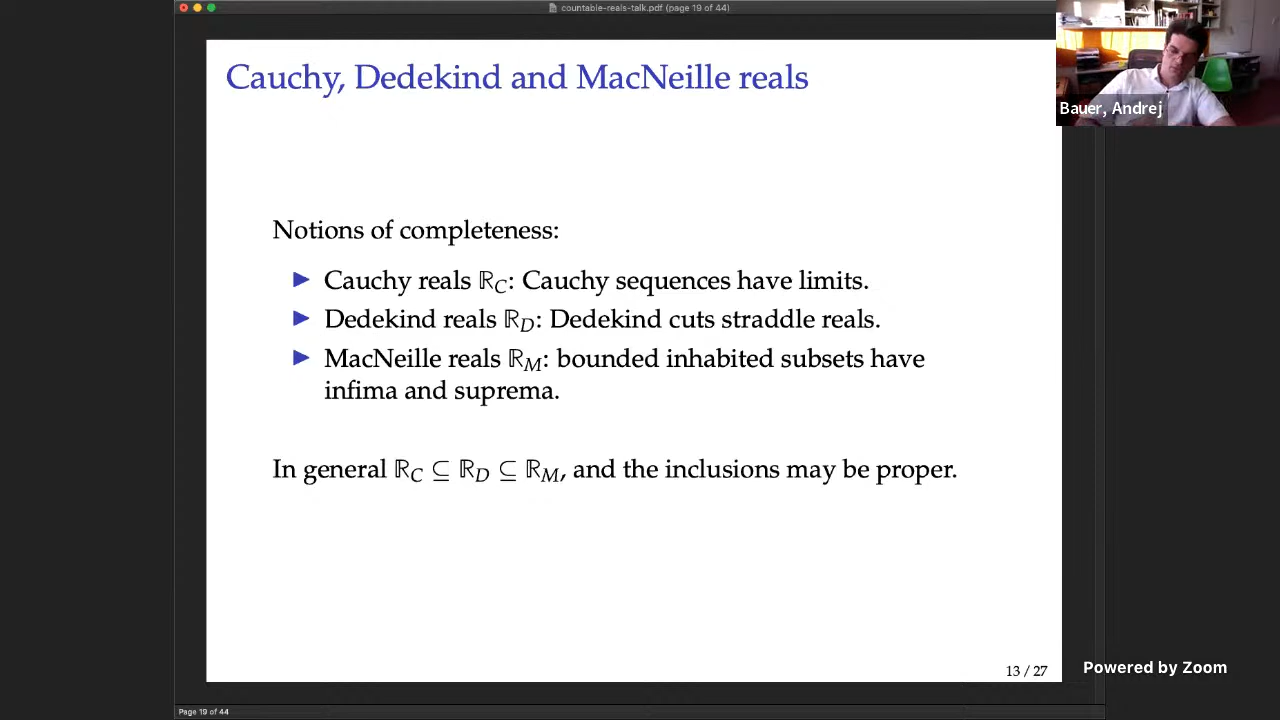 countable-reals-talk.pdf (page 19 of 44)
Cauchy, Dedekind and MacNeille reals
Bauer, Andrej
Notions of completeness:
▶ Cauchy reals ℝ_C: Cauchy sequences have limits.
▶ Dedekind reals ℝ_D: Dedekind cuts straddle reals.
▶ MacNeille reals ℝ_M: bounded inhabited subsets have
infima and suprema.
In general ℝ_C ⊆ ℝ_D ⊆ ℝ_M, and the inclusions may be proper.
13 / 27
Powered by Zoom
Page 19 of 44